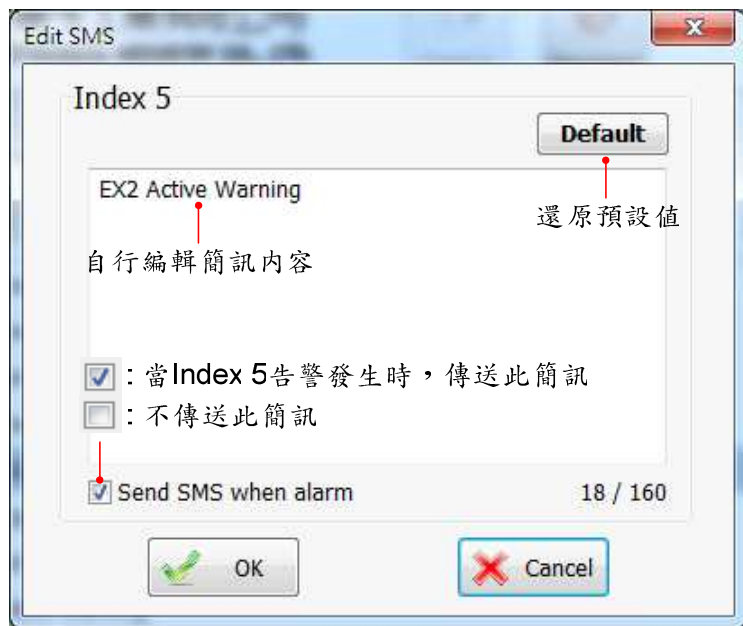 Edit SMS
Index 5
Default
EX2 Active Warning
還原預設值
自行編輯簡訊內容
：當Index 5告警發生時，傳送此簡訊
：不傳送此簡訊
Send SMS when alarm
18 / 160
OK
Cancel